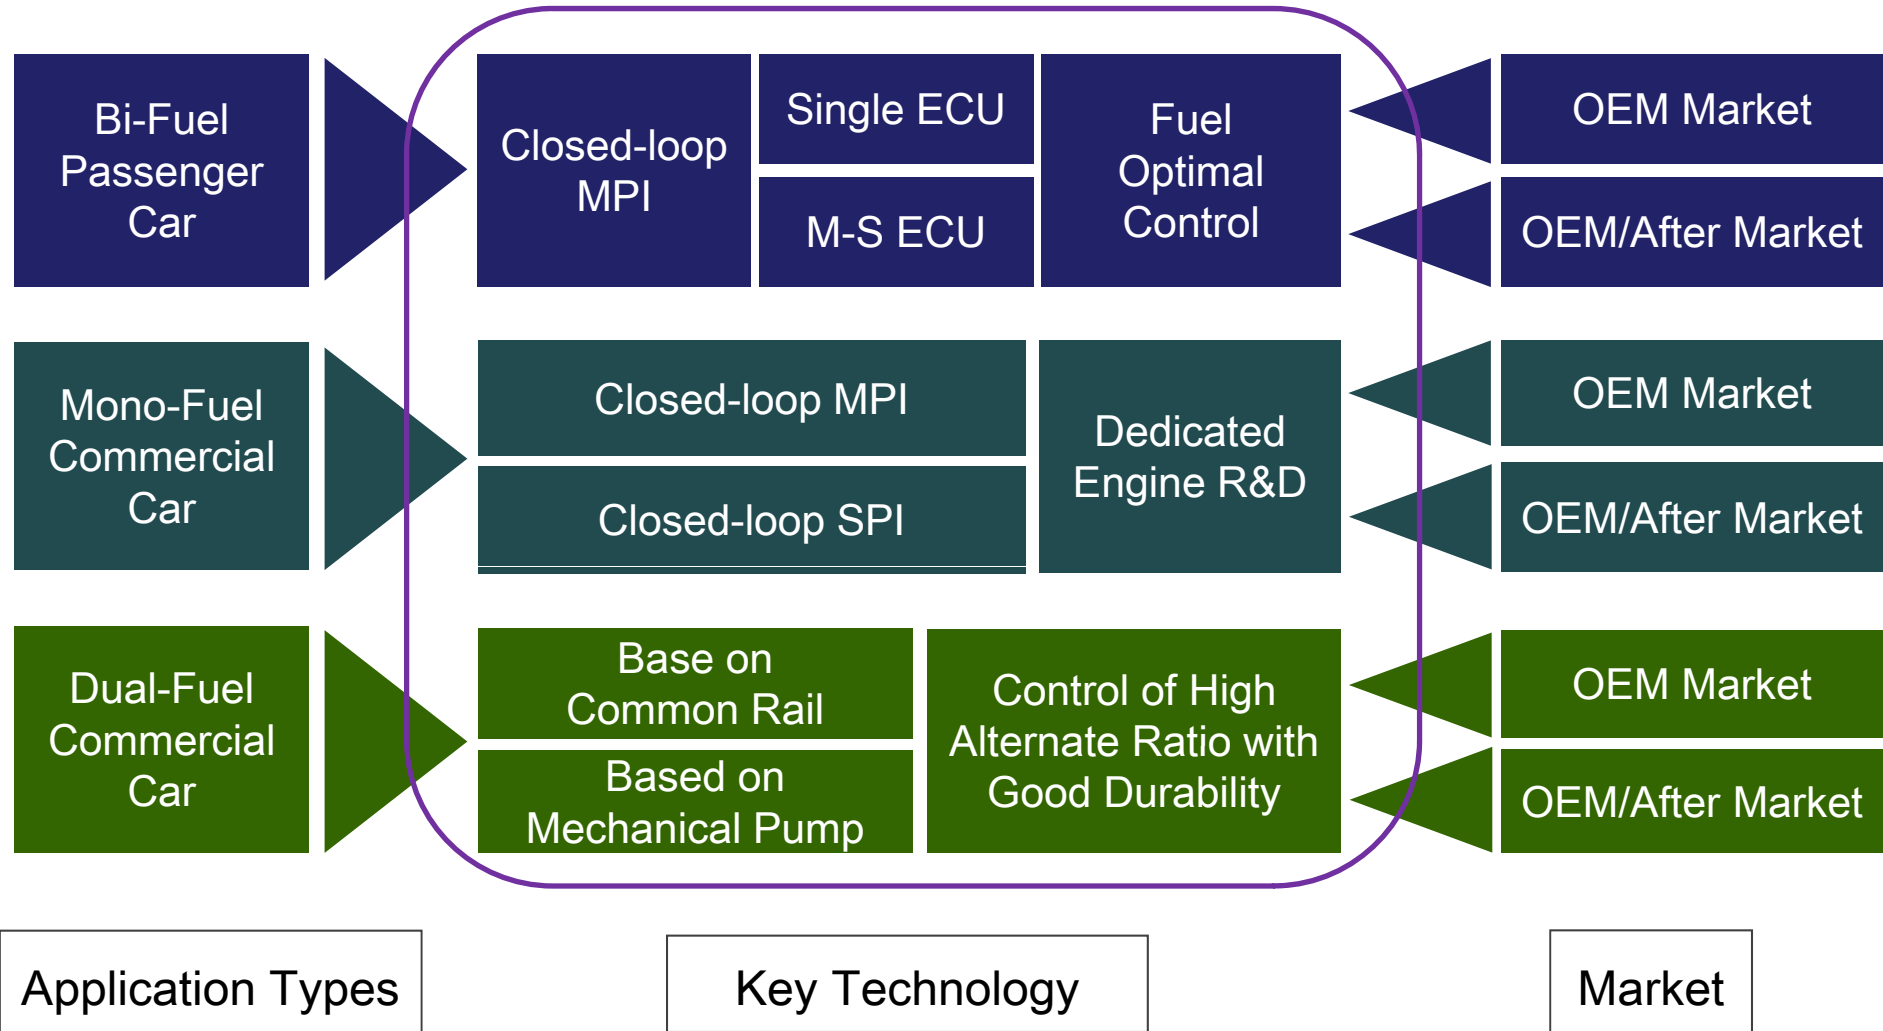 Bi-Fuel
Passenger
Car
Closed-loop
MPI
Single ECU
M-S ECU
Fuel
Optimal
Control
OEM Market
OEM/After Market
Mono-Fuel
Commercial
Car
Closed-loop MPI
Closed-loop SPI
Dedicated
Engine R&D
OEM Market
OEM/After Market
Dual-Fuel
Commercial
Car
Base on
Common Rail
Based on
Mechanical Pump
Control of High
Alternate Ratio with
Good Durability
OEM Market
OEM/After Market
Application Types
Key Technology
Market